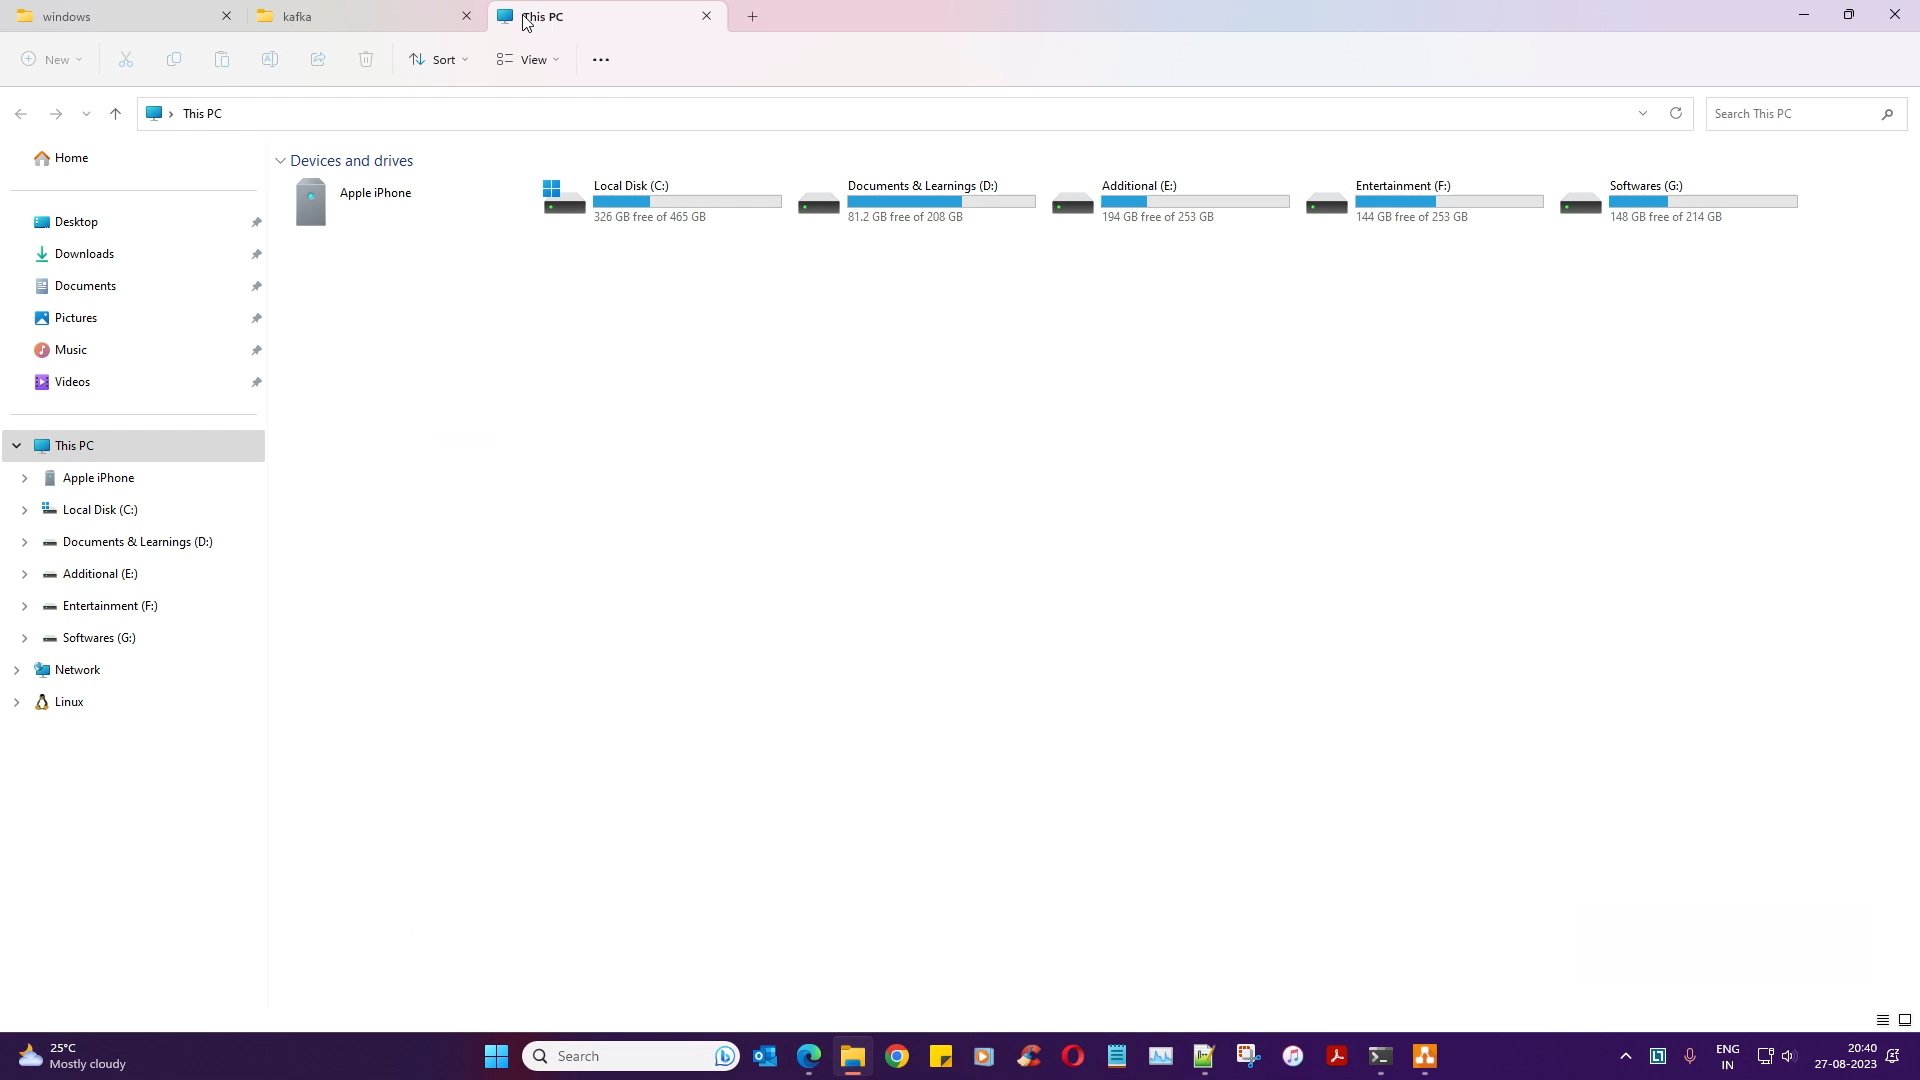 windows
kafka
This PC
New
Sort
View
This PC
Search This PC
Home
Desktop
Downloads
Documents
Pictures
Music
Videos
This PC
Apple iPhone
Local Disk (C:)
Documents & Learnings (D:)
Additional (E:)
Entertainment (F:)
Softwares (G:)
Network
Linux
Devices and drives
Apple iPhone
Local Disk (C:)
326 GB free of 465 GB
Documents & Learnings (D:)
81.2 GB free of 208 GB
Additional (E:)
194 GB free of 253 GB
Entertainment (F:)
144 GB free of 253 GB
Softwares (G:)
148 GB free of 214 GB
25°C
Mostly cloudy
Search
ENG
IN
20:40
27-08-2023